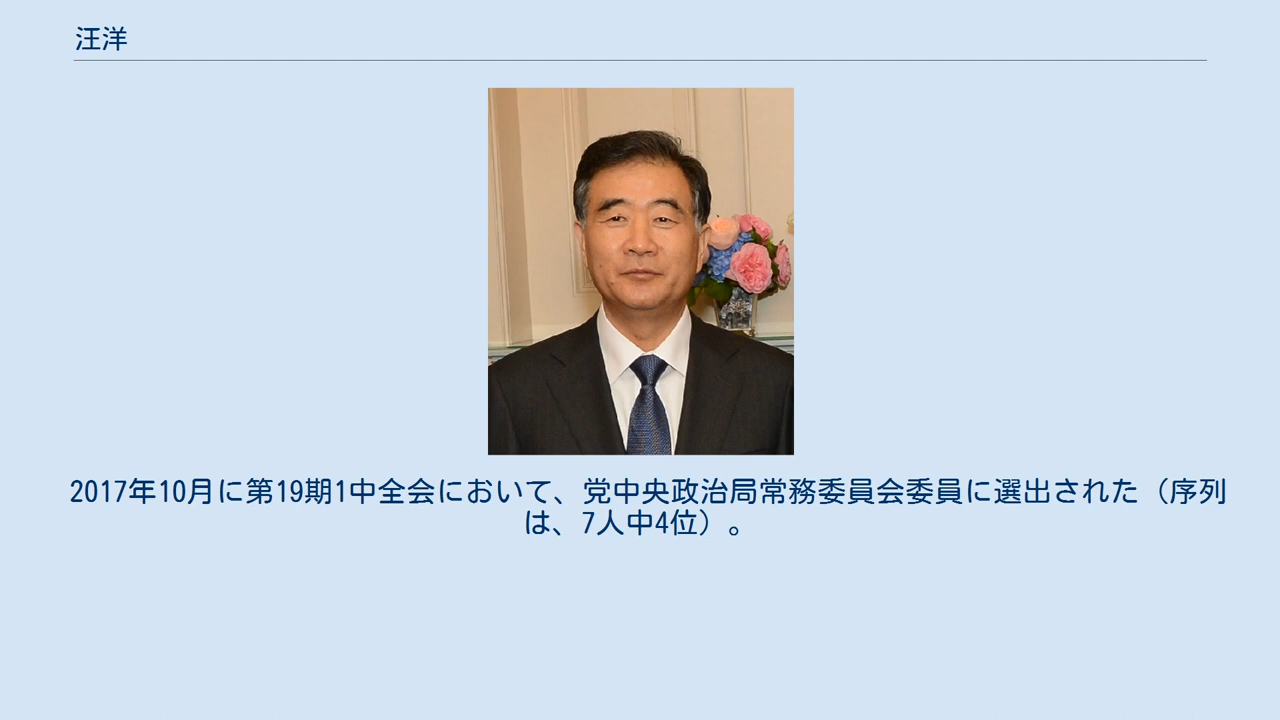 汪洋
2017年10月に第19期1中全会において、党中央政治局常務委員会委員に選出された（序列
は、7人中4位）。